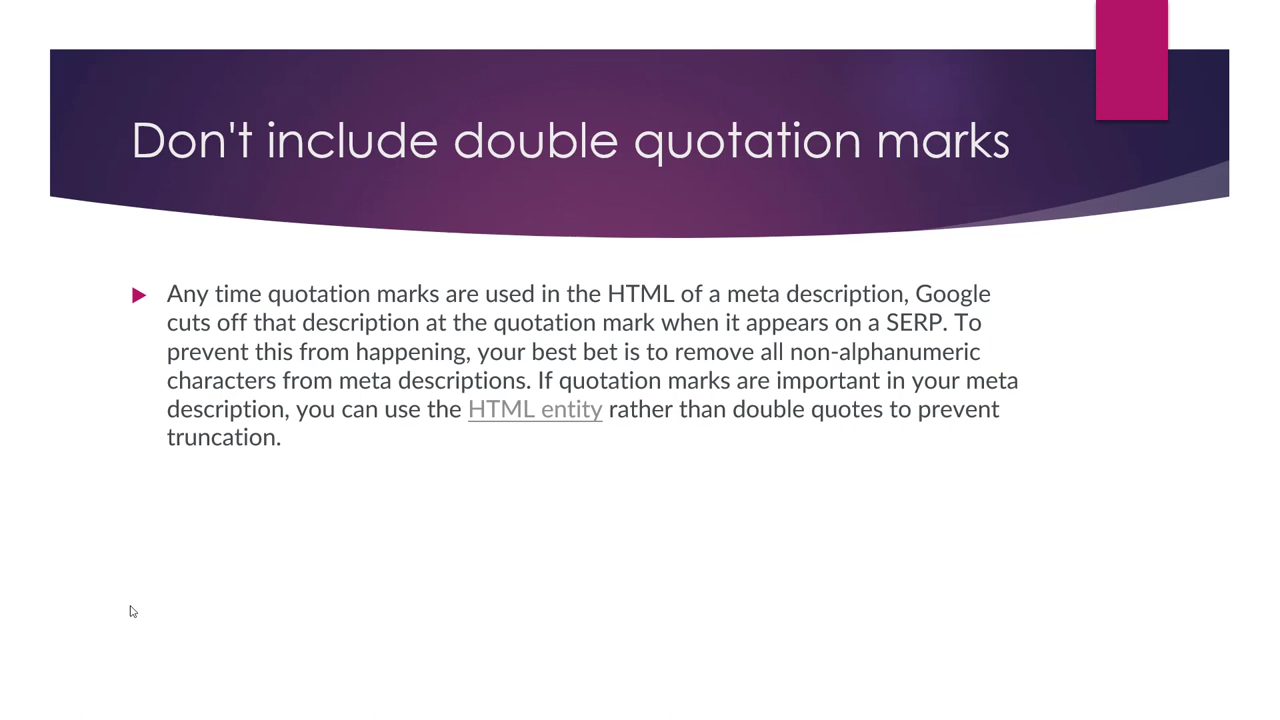 Don't include double quotation marks
Any time quotation marks are used in the HTML of a meta description, Google
cuts off that description at the quotation mark when it appears on a SERP. To
prevent this from happening, your best bet is to remove all non-alphanumeric
characters from meta descriptions. If quotation marks are important in your meta
description, you can use the HTML entity rather than double quotes to prevent
truncation.